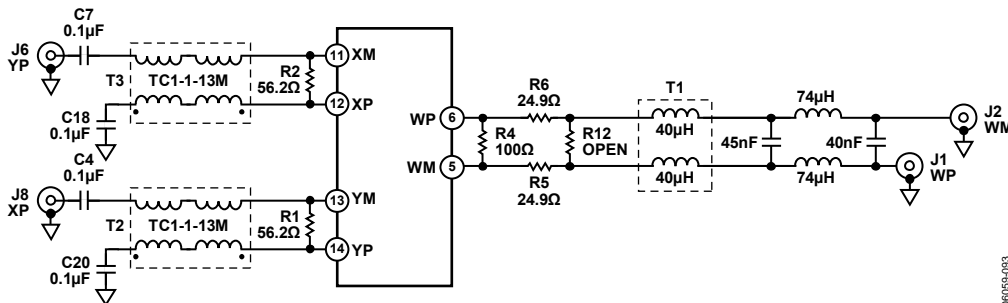 C7
0.1µF
J6
YP
T3
TC1-1-13M
R2
56.2Ω
C18
0.1µF
11
XM
12
XP
C4
0.1µF
J8
XP
T2
TC1-1-13M
R1
56.2Ω
C20
0.1µF
13
YM
14
YP
WP
6
WM
5
R4
100Ω
R6
24.9Ω
R5
24.9Ω
R12
OPEN
T1
40µH
40µH
45nF
74µH
74µH
40nF
J2
WM
J1
WP
06059-093